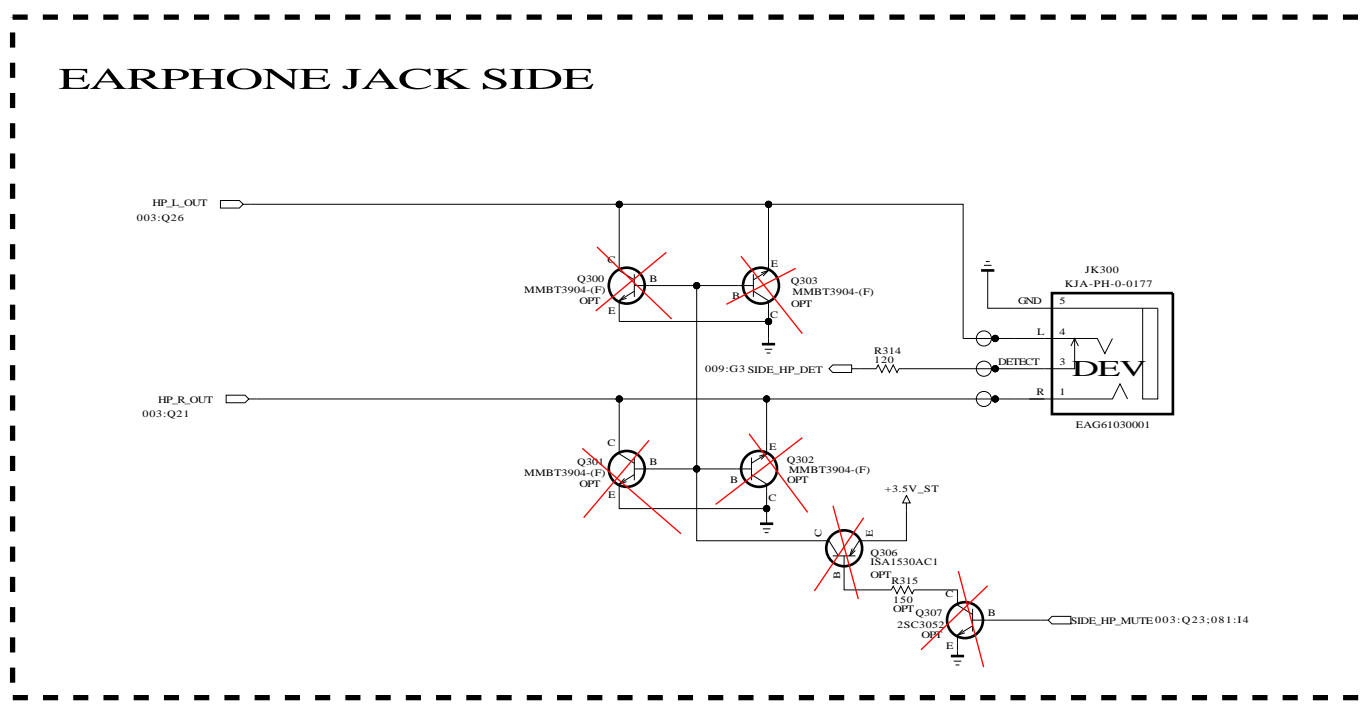 EARPHONE JACK SIDE
HP_L_OUT
003:Q26
C
Q300
MMBT3904-(F)
OPT
B
E
E
Q303
MMBT3904-(F)
OPT
B
C
JK300
KJA-PH-0-0177
GND 5
L 4
DETECT 3
R 1
DEV
EAG61030001
R314
120
009:G3 SIDE_HP_DET
HP_R_OUT
003:Q21
C
Q301
MMBT3904-(F)
OPT
B
E
E
Q302
MMBT3904-(F)
OPT
B
C
+3.5V_ST
C
E
Q306
ISA1530AC1
OPT
B
R315
150
OPT
C
Q307
2SC3052
OPT
B
E
SIDE_HP_MUTE 003:Q23;081:I4